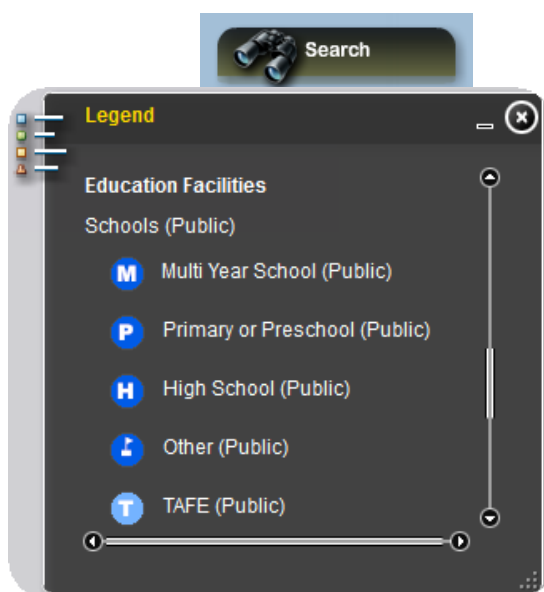 Search
Legend
Education Facilities
Schools (Public)
M Multi Year School (Public)
P Primary or Preschool (Public)
H High School (Public)
Other (Public)
T TAFE (Public)